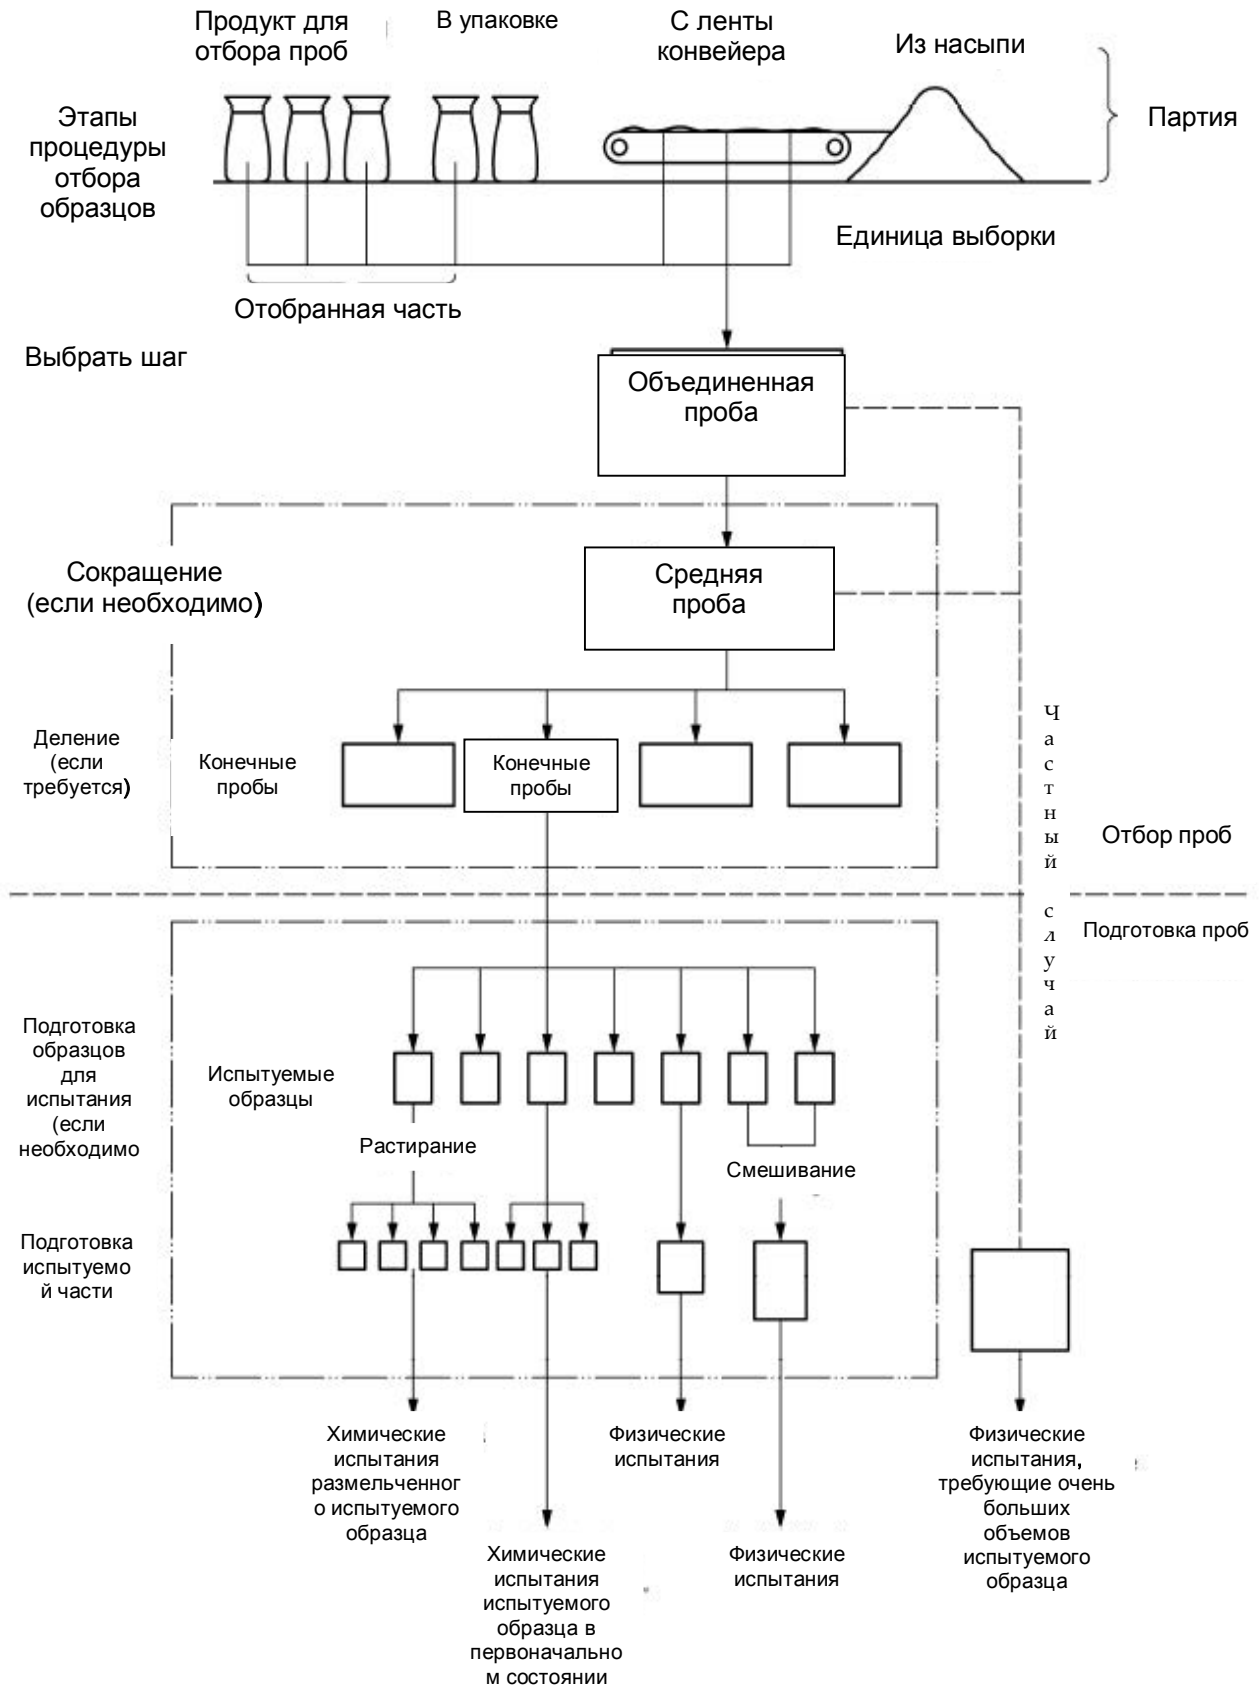 Продукт для
отбора проб
В упаковке
С ленты
конвейера
Из насыпи
Этапы
процедуры
отбора
образцов
Партия
Единица выборки
Отобранная часть
Выбрать шаг
Объединенная
проба
Сокращение
(если необходимо)
Средняя
проба
Деление
(если
требуется)
Конечные
пробы
Конечные
пробы
Частный случай
Отбор проб
Подготовка проб
Подготовка
образцов
для
испытания
(если
необходимо
Испытуемые
образцы
Растирание
Смешивание
Подготовка
испытуемо
й части
Химические
испытания
размельченног
о испытуемого
образца
Химические
испытания
испытуемого
образца в
первоначально
м состоянии
Физические
испытания
Физические
испытания
Физические
испытания,
требующие очень
больших
объемов
испытуемого
образца